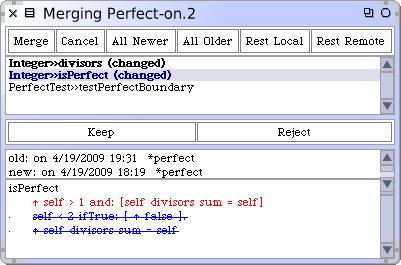 Merging Perfect-on.2
Merge Cancel All Newer All Older Rest Local Rest Remote
Integer»divisors (changed)
Integer»isPerfect (changed)
PerfectTest»testPerfectBoundary
Keep Reject
old: on 4/19/2009 19:31 *perfect
new: on 4/19/2009 18:19 *perfect
isPerfect
↑ self > 1 and: [self divisors sum = self]
self < 2 ifTrue: [ ↑ false ].
↑ self divisors sum = self